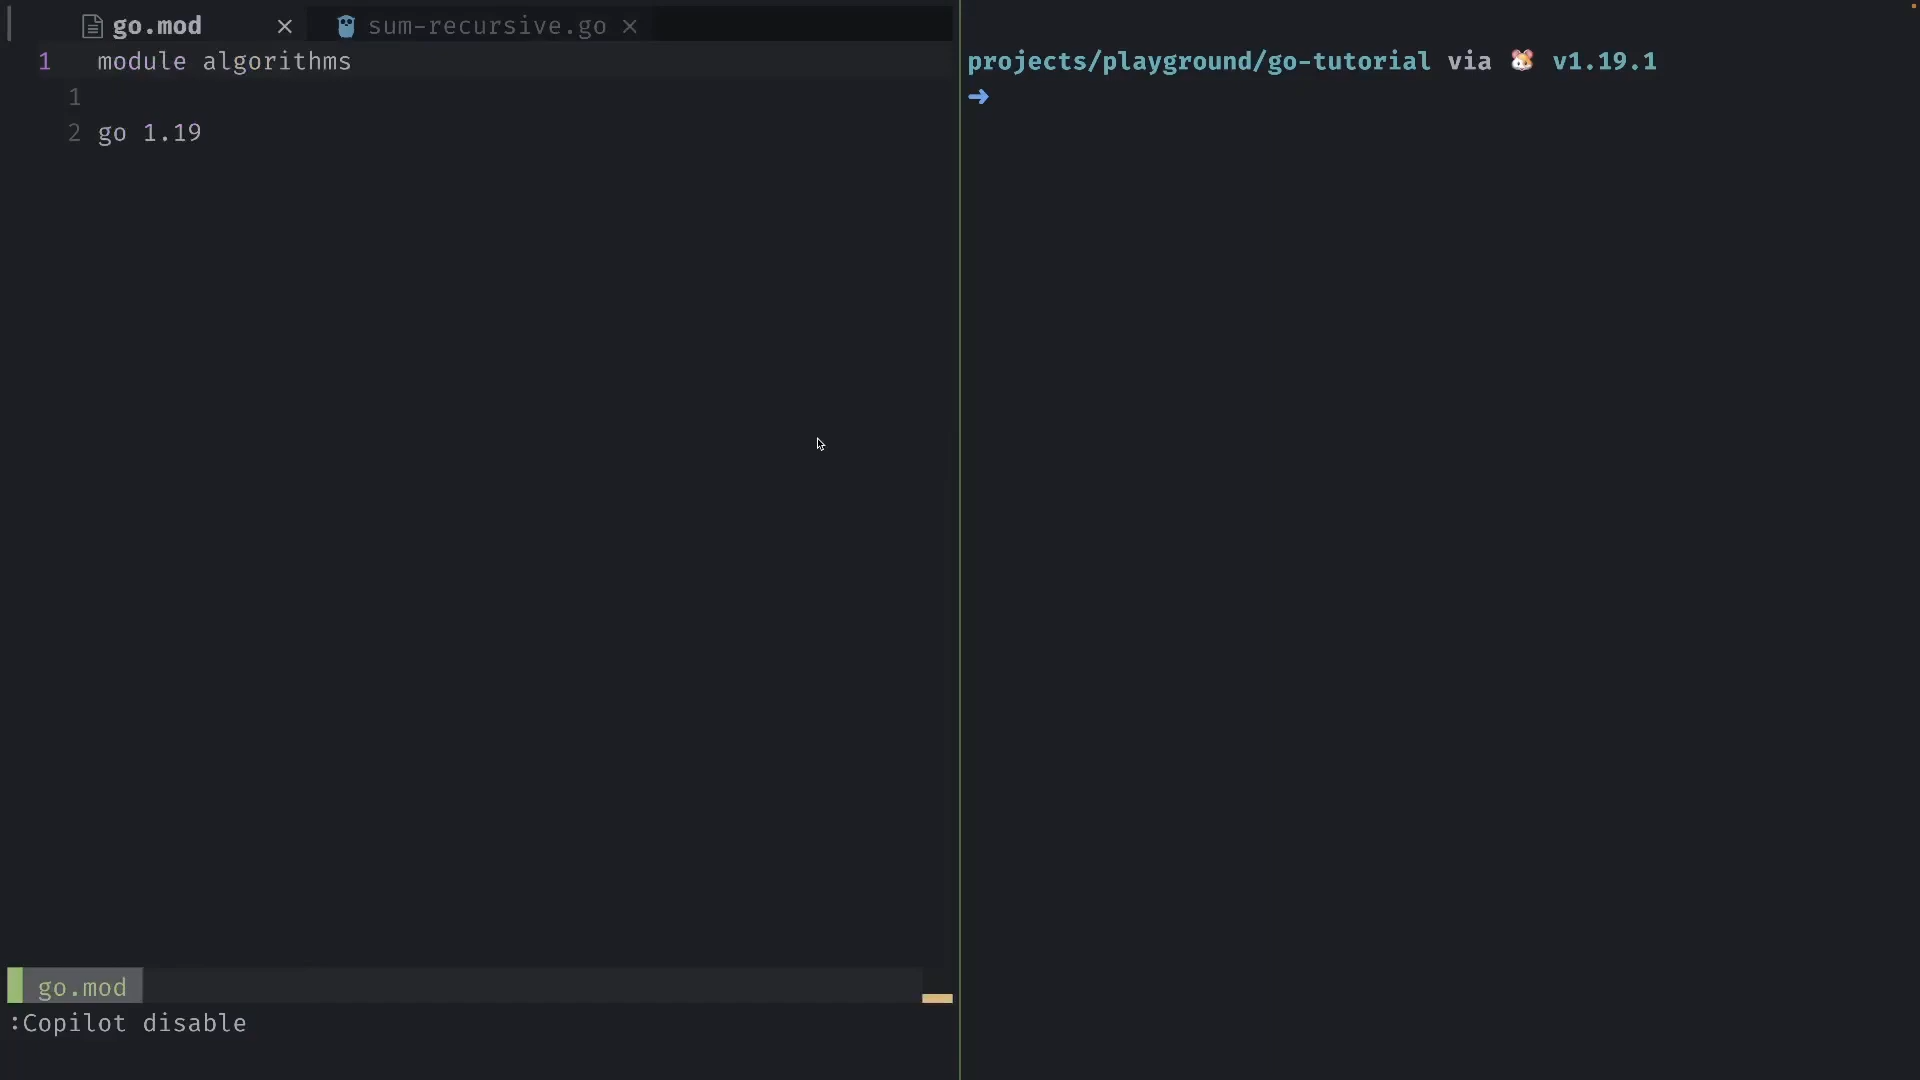 go.mod × sum-recursive.go ×
1 module algorithms
1
2 go 1.19
go.mod
:Copilot disable
projects/playground/go-tutorial via 🐹 v1.19.1
➜